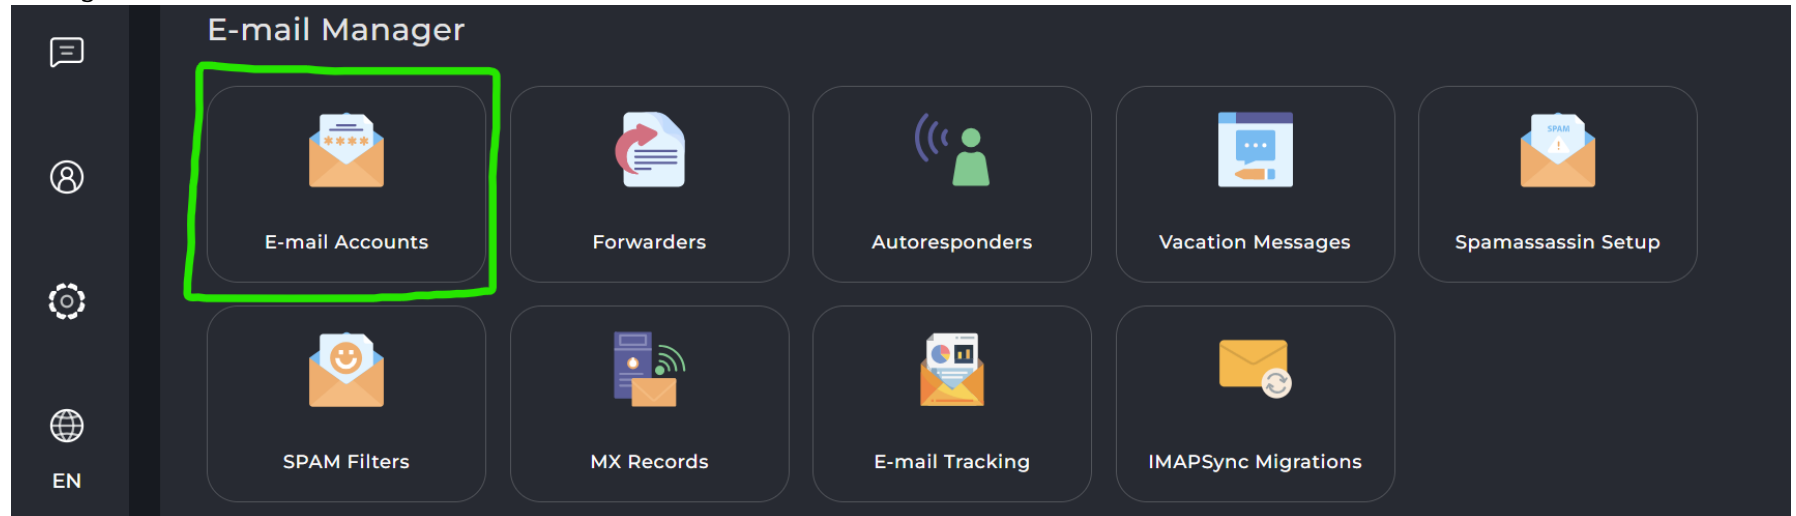 E-mail Manager
****
SPAM
E-mail Accounts
Forwarders
Autoresponders
Vacation Messages
Spamassassin Setup
SPAM Filters
MX Records
E-mail Tracking
IMAPSync Migrations
EN